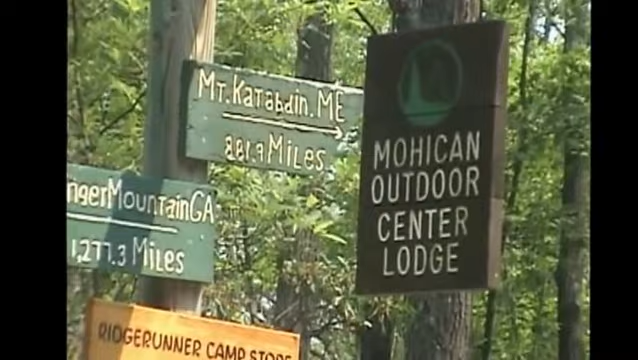 Mt. Katahdin, ME
881.9 Miles
MOHICAN
OUTDOOR
CENTER
LODGE
ngerMountainGA
1,277.3 Miles
RIDGERUNNER CAMP STORE